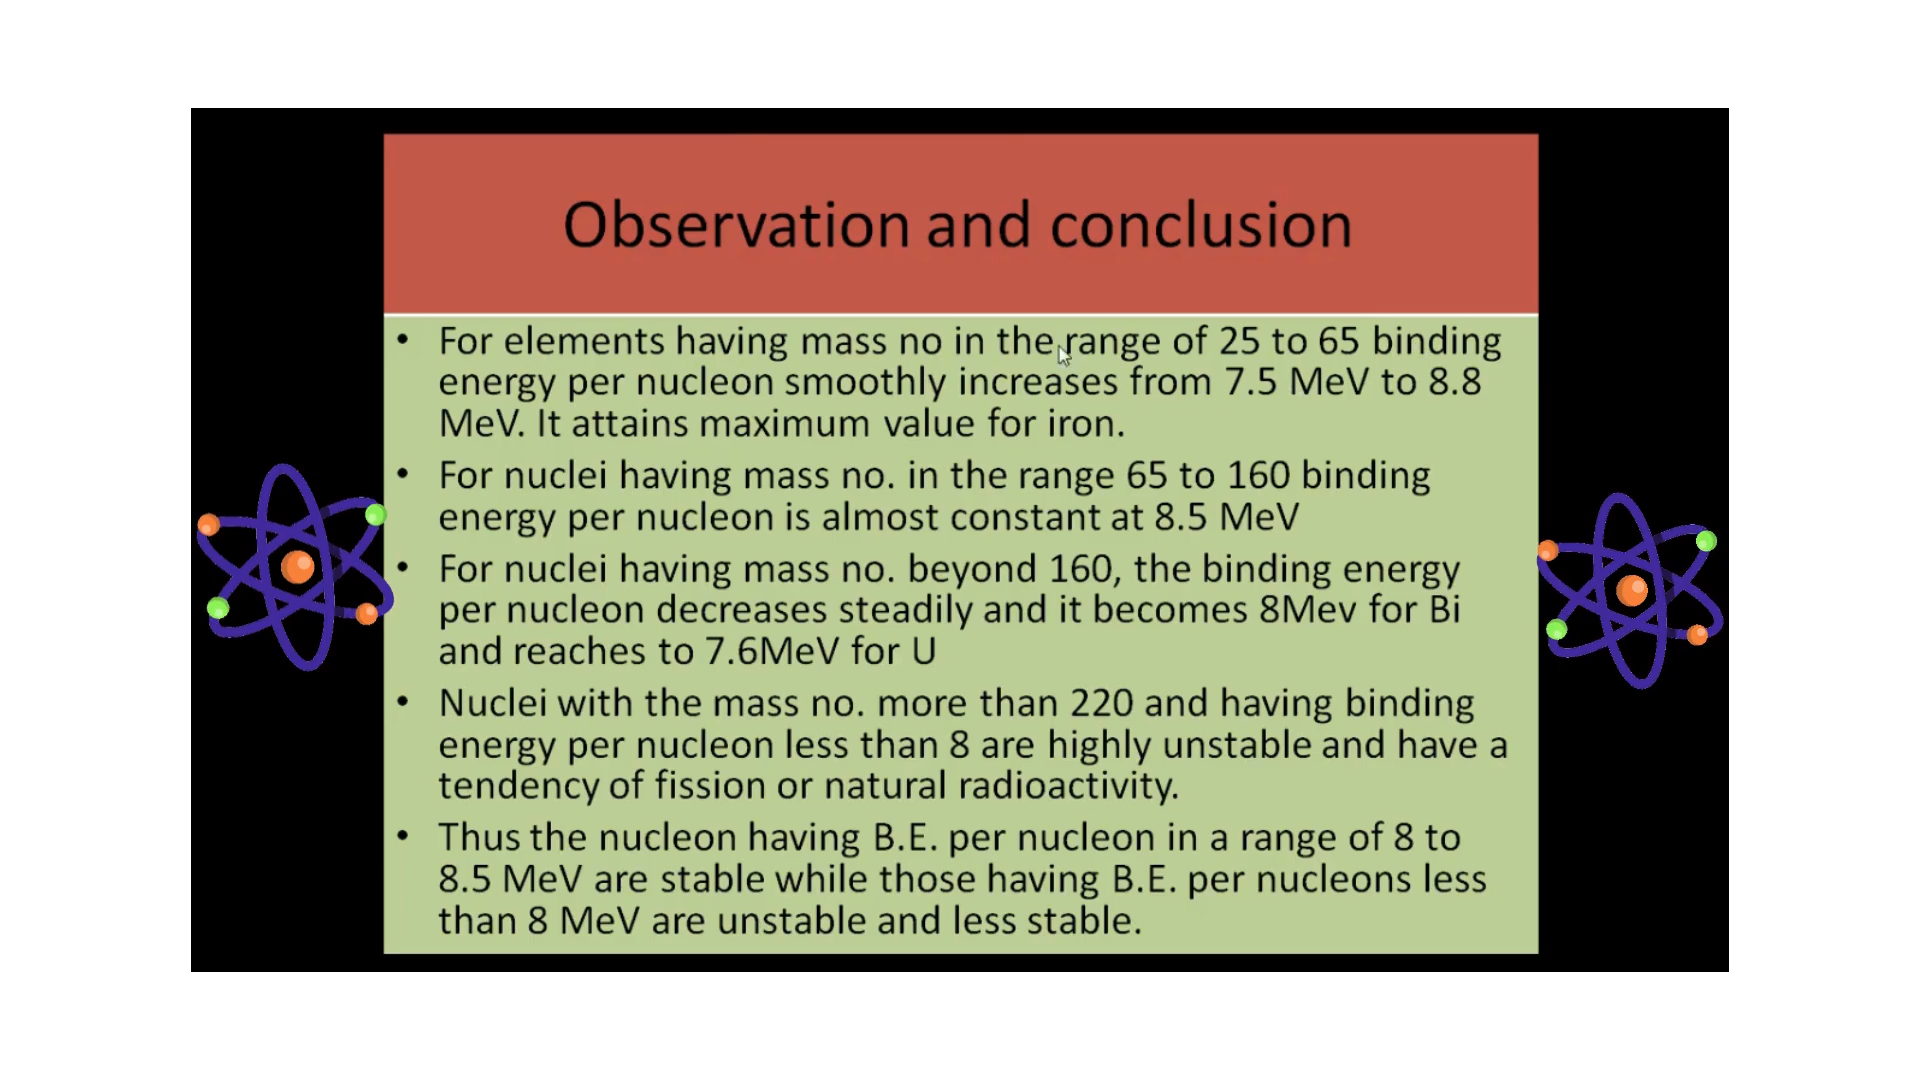 Observation and conclusion
• For elements having mass no in the range of 25 to 65 binding
energy per nucleon smoothly increases from 7.5 MeV to 8.8
MeV. It attains maximum value for iron.
• For nuclei having mass no. in the range 65 to 160 binding
energy per nucleon is almost constant at 8.5 MeV
• For nuclei having mass no. beyond 160, the binding energy
per nucleon decreases steadily and it becomes 8Mev for Bi
and reaches to 7.6MeV for U
• Nuclei with the mass no. more than 220 and having binding
energy per nucleon less than 8 are highly unstable and have a
tendency of fission or natural radioactivity.
• Thus the nucleon having B.E. per nucleon in a range of 8 to
8.5 MeV are stable while those having B.E. per nucleons less
than 8 MeV are unstable and less stable.